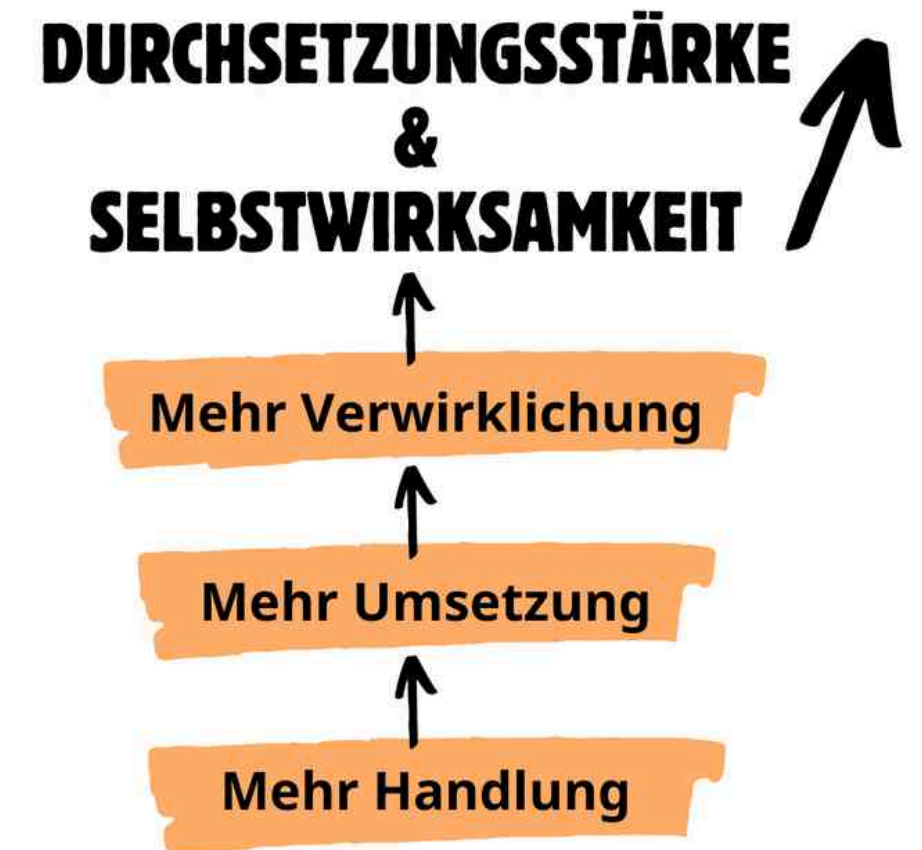 DURCHSETZUNGSSTÄRKE
&
SELBSTWIRKSAMKEIT
Mehr Verwirklichung
Mehr Umsetzung
Mehr Handlung